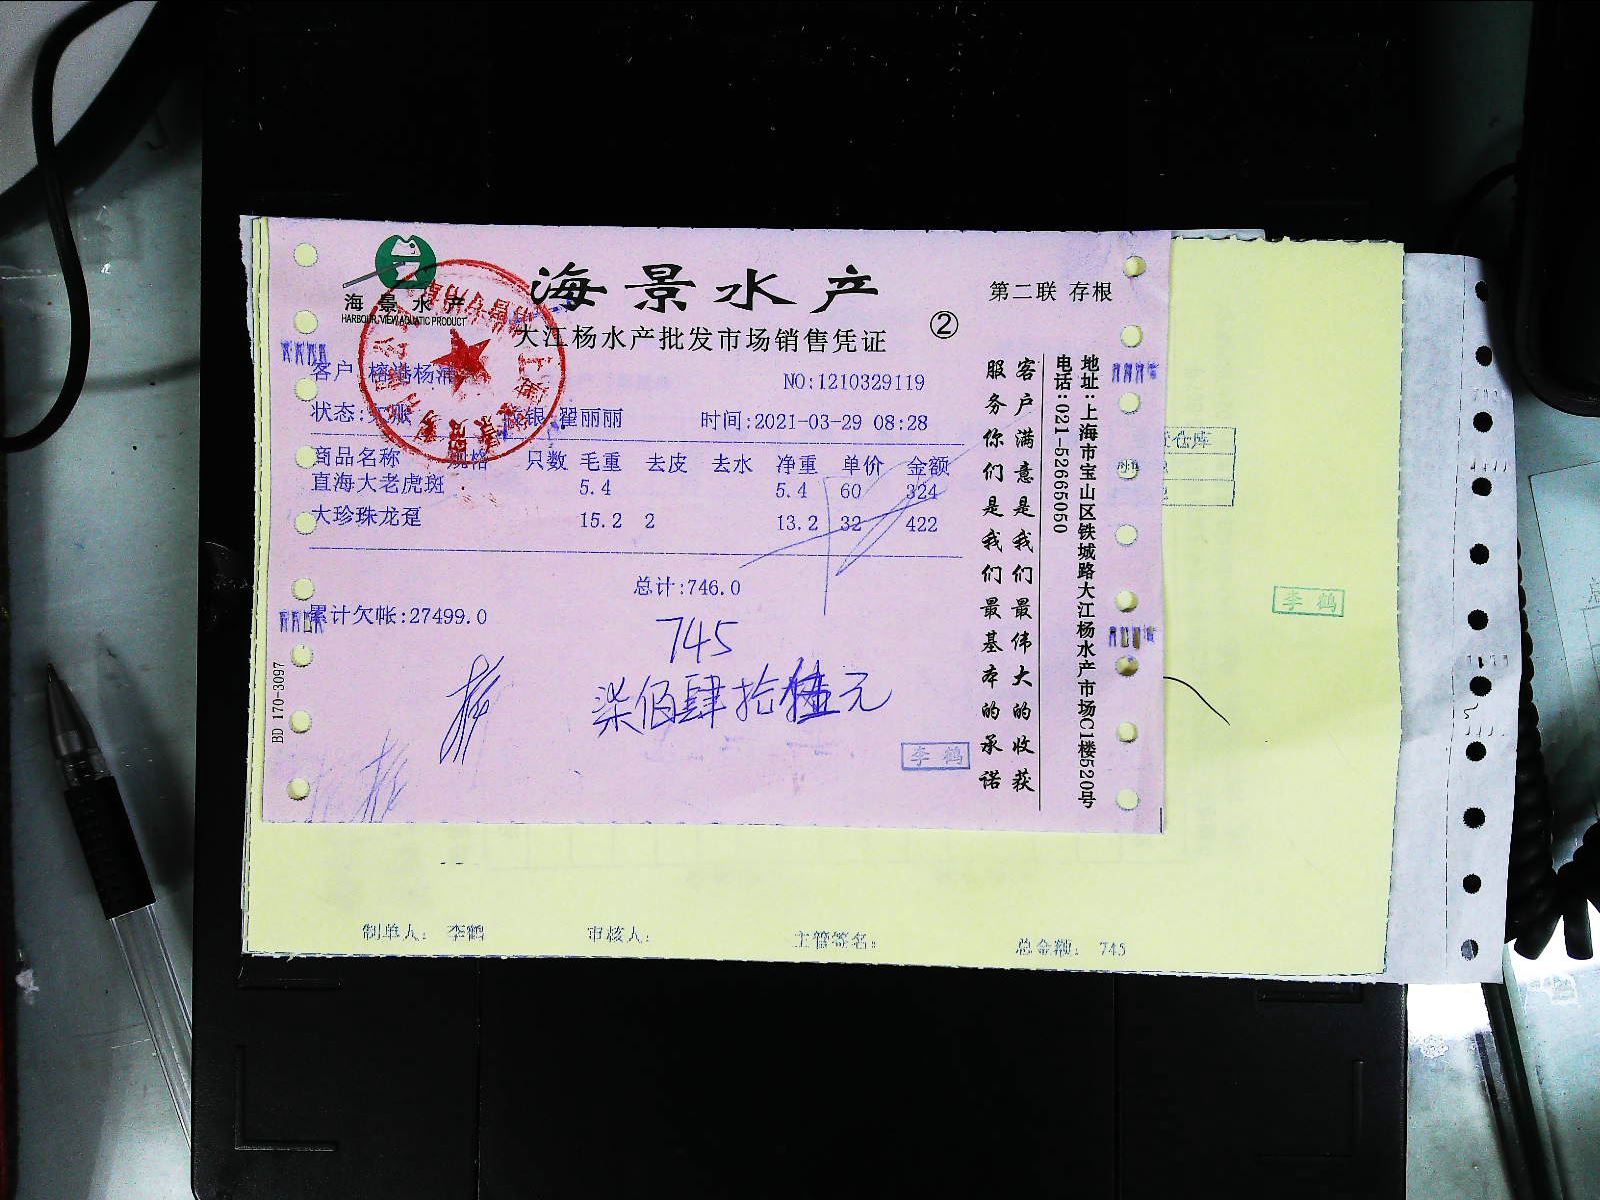 海景水产
HARBOUR VIEW AQUATIC PRODUCT
海景水产
第二联 存根
大江杨水产批发市场销售凭证
②
客户 榕港杨浦
NO:1210329119
状态: 翟丽丽 时间:2021-03-29 08:28
商品名称 规格 只数 毛重 去皮 去水 净重 单价 金额
直海大老虎斑 5.4 5.4 60 324
大珍珠龙趸 15.2 2 13.2 32 422
总计:746.0
累计欠帐:27499.0
745
柒佰肆拾伍元
李鹤
BD 170-3097
客户满意是我们最伟大的收获
服务你们是我们最基本的承诺
地址:上海市宝山区铁城路大江杨水产市场C1楼520号
电话:021-52665050
仓库
李鹤
制单人: 李鹤 审核人: 主管签名: 总金额: 745